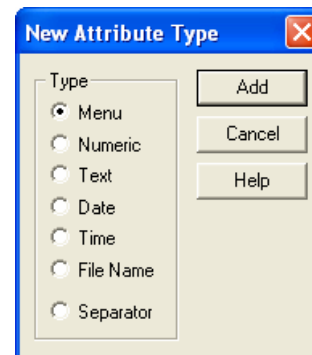 New Attribute Type
Type
Menu
Numeric
Text
Date
Time
File Name
Separator
Add
Cancel
Help